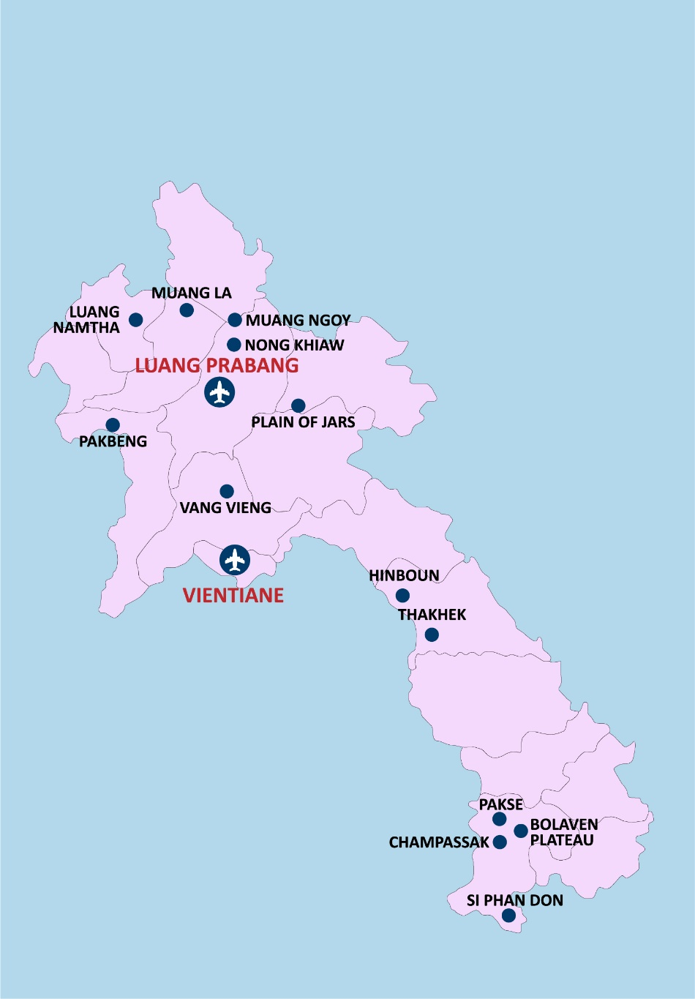 MUANG LA
LUANG
NAMTHA
MUANG NGOY
NONG KHIAW
LUANG PRABANG
PLAIN OF JARS
PAKBENG
VANG VIENG
VIENTIANE
HINBOUN
THAKHEK
PAKSE
BOLAVEN
PLATEAU
CHAMPASSAK
SI PHAN DON